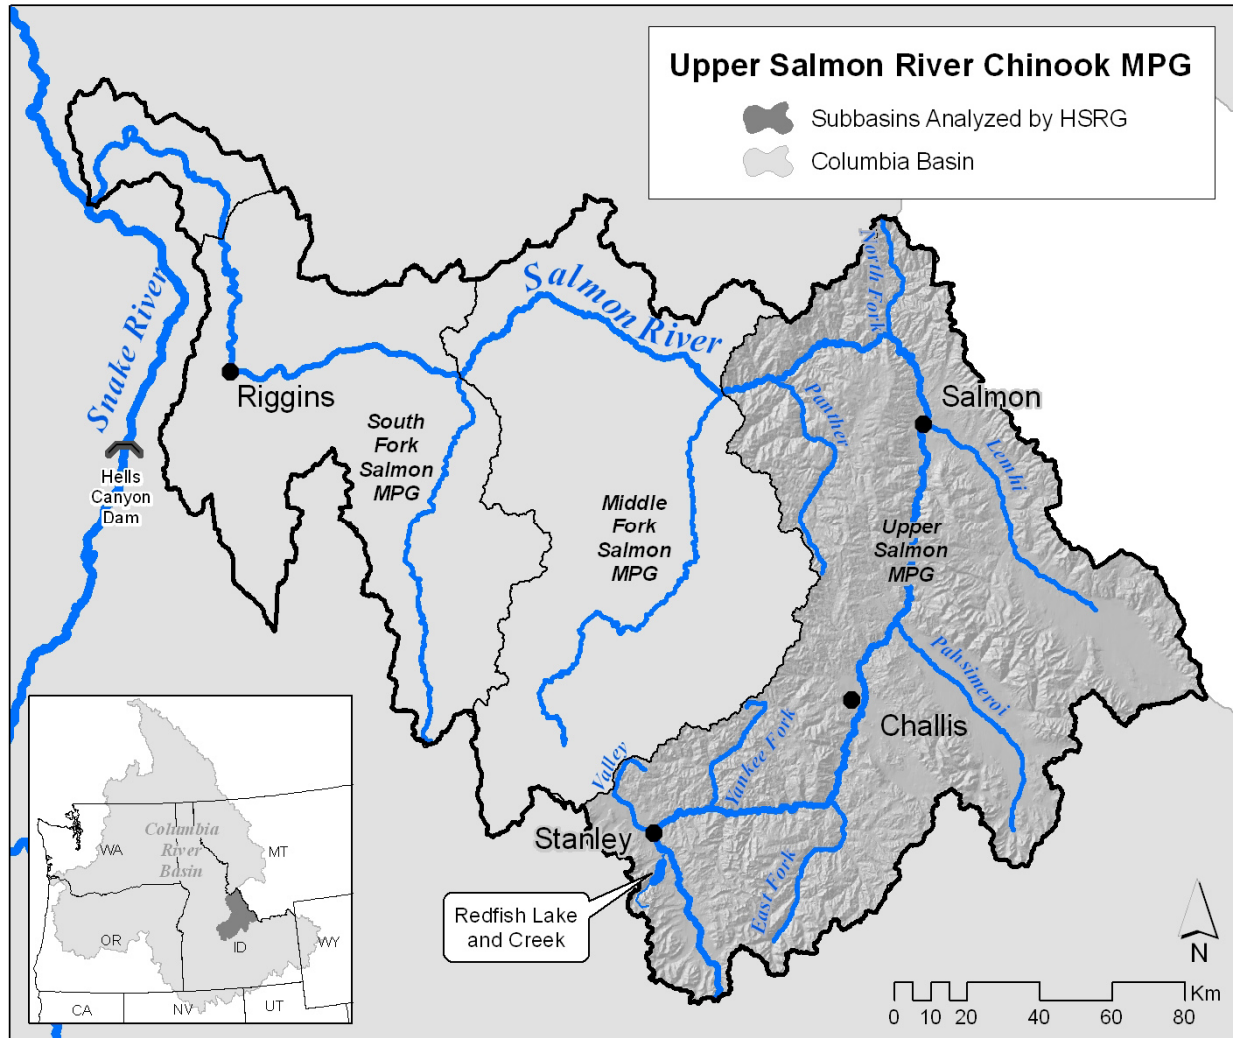 Upper Salmon River Chinook MPG
Subbasins Analyzed by HSRG
Columbia Basin
North Fork
Salmon River
Snake River
Riggins
Salmon
Panther
Lemhi
South
Fork
Salmon
MPG
Hells
Canyon
Dam
Middle
Fork
Salmon
MPG
Upper
Salmon
MPG
Pahsimeroi
Challis
Yankee Fork
Valley
Stanley
East Fork
Redfish Lake
and Creek
Columbia
River
Basin
WA
MT
OR
ID
WY
CA
NV
UT
N
Km
0 10 20 40 60 80